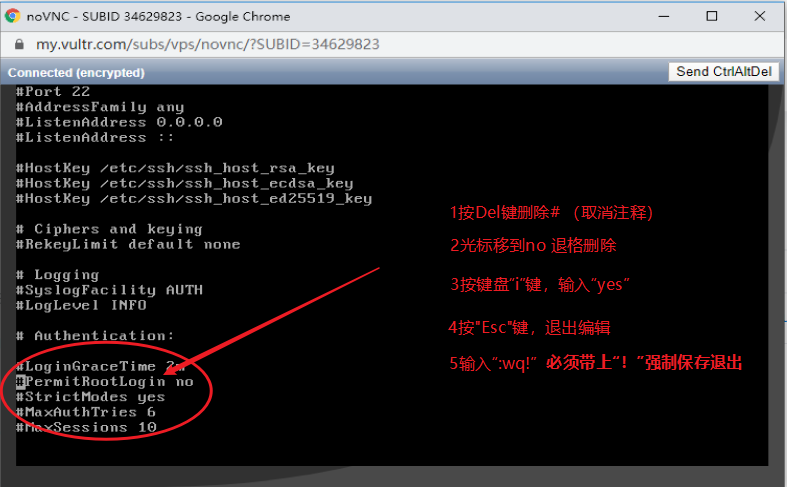 noVNC - SUBID 34629823 - Google Chrome
my.vultr.com/subs/vps/novnc/?SUBID=34629823
Connected (encrypted)
Send CtrlAltDel
#Port 22
#AddressFamily any
#ListenAddress 0.0.0.0
#ListenAddress ::
#HostKey /etc/ssh/ssh_host_rsa_key
#HostKey /etc/ssh/ssh_host_ecdsa_key
#HostKey /etc/ssh/ssh_host_ed25519_key
# Ciphers and keying
#RekeyLimit default none
# Logging
#SyslogFacility AUTH
#LogLevel INFO
# Authentication:
#LoginGraceTime 2m
#PermitRootLogin no
#StrictModes yes
#MaxAuthTries 6
#MaxSessions 10
1按Del键删除# （取消注释）
2光标移到no 退格删除
3按键盘“i”键，输入“yes”
4按"Esc"键，退出编辑
5输入“:wq!” 必须带上“！”强制保存退出